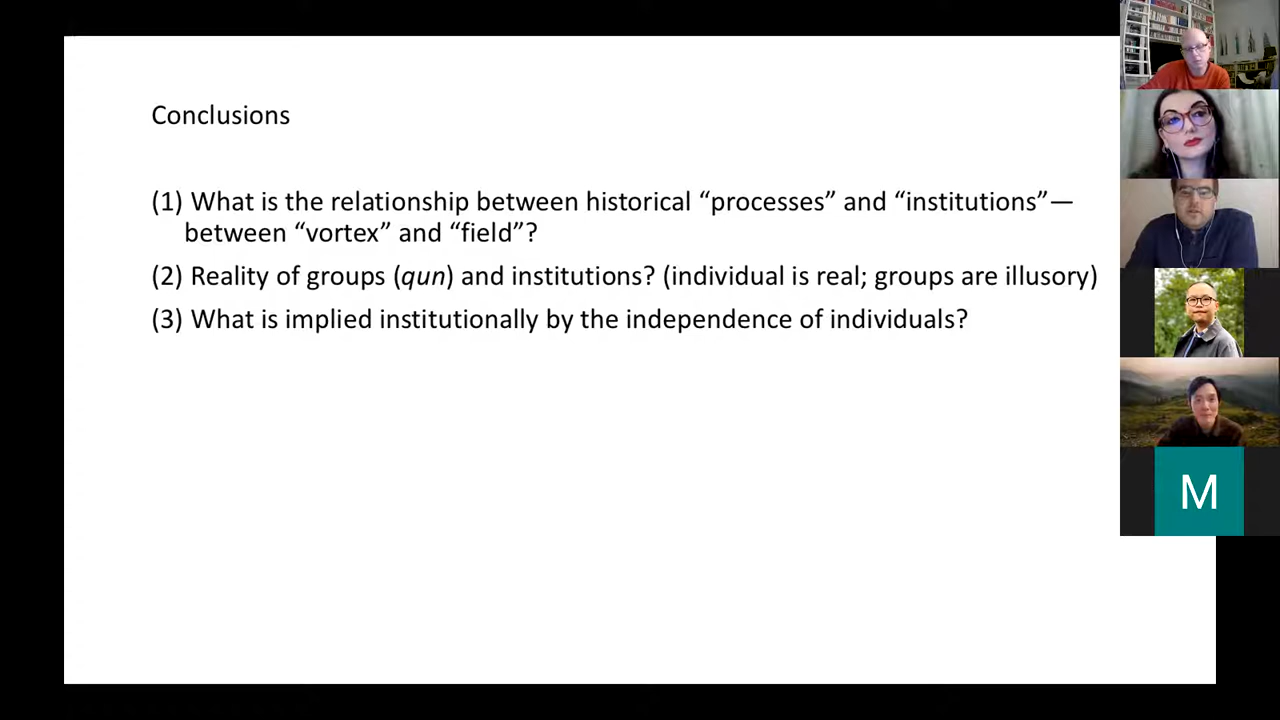 Conclusions
(1) What is the relationship between historical “processes” and “institutions”—
between “vortex” and “field”?
(2) Reality of groups (qun) and institutions? (individual is real; groups are illusory)
(3) What is implied institutionally by the independence of individuals?
M